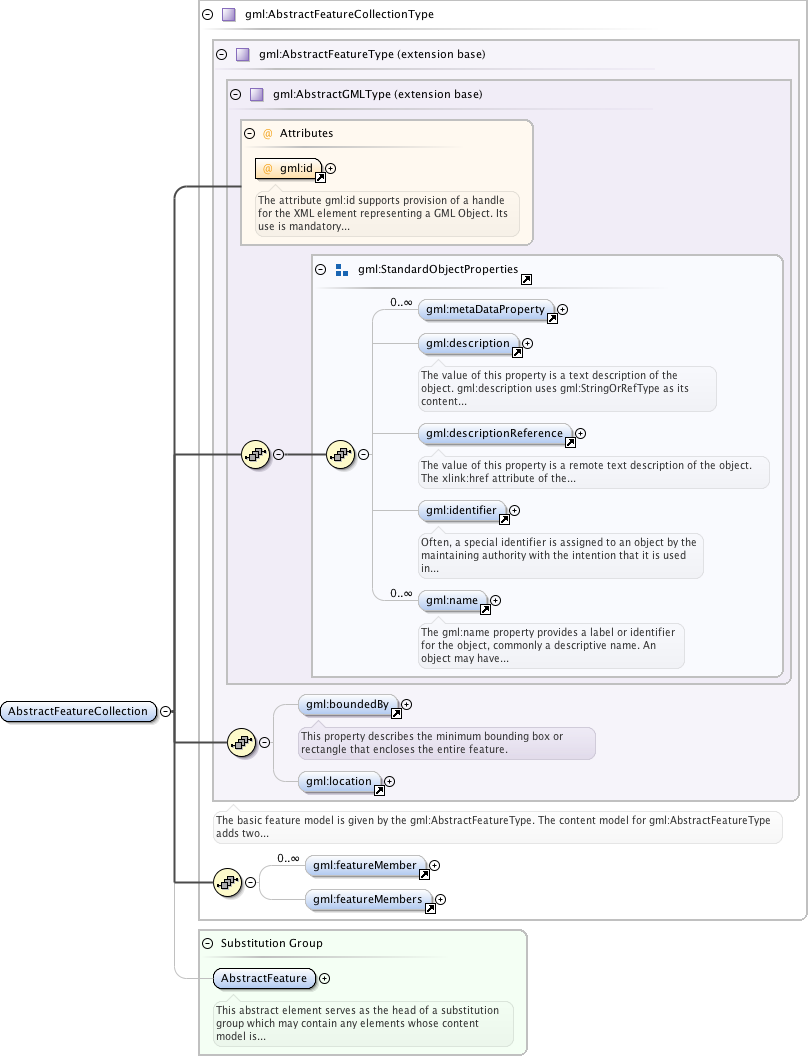 gml:AbstractFeatureCollectionType
gml:AbstractFeatureType (extension base)
gml:AbstractGMLType (extension base)
@ Attributes
@ gml:id
The attribute gml:id supports provision of a handle
for the XML element representing a GML Object. Its
use is mandatory...
gml:StandardObjectProperties
0..∞
gml:metaDataProperty
gml:description
The value of this property is a text description of the
object. gml:description uses gml:StringOrRefType as its
content...
gml:descriptionReference
The value of this property is a remote text description of the object.
The xlink:href attribute of the...
gml:identifier
Often, a special identifier is assigned to an object by the
maintaining authority with the intention that it is used
in...
0..∞
gml:name
The gml:name property provides a label or identifier
for the object, commonly a descriptive name. An
object may have...
AbstractFeatureCollection
gml:boundedBy
This property describes the minimum bounding box or
rectangle that encloses the entire feature.
gml:location
The basic feature model is given by the gml:AbstractFeatureType. The content model for gml:AbstractFeatureType
adds two...
0..∞
gml:featureMember
gml:featureMembers
Substitution Group
AbstractFeature
This abstract element serves as the head of a substitution
group which may contain any elements whose content
model is...